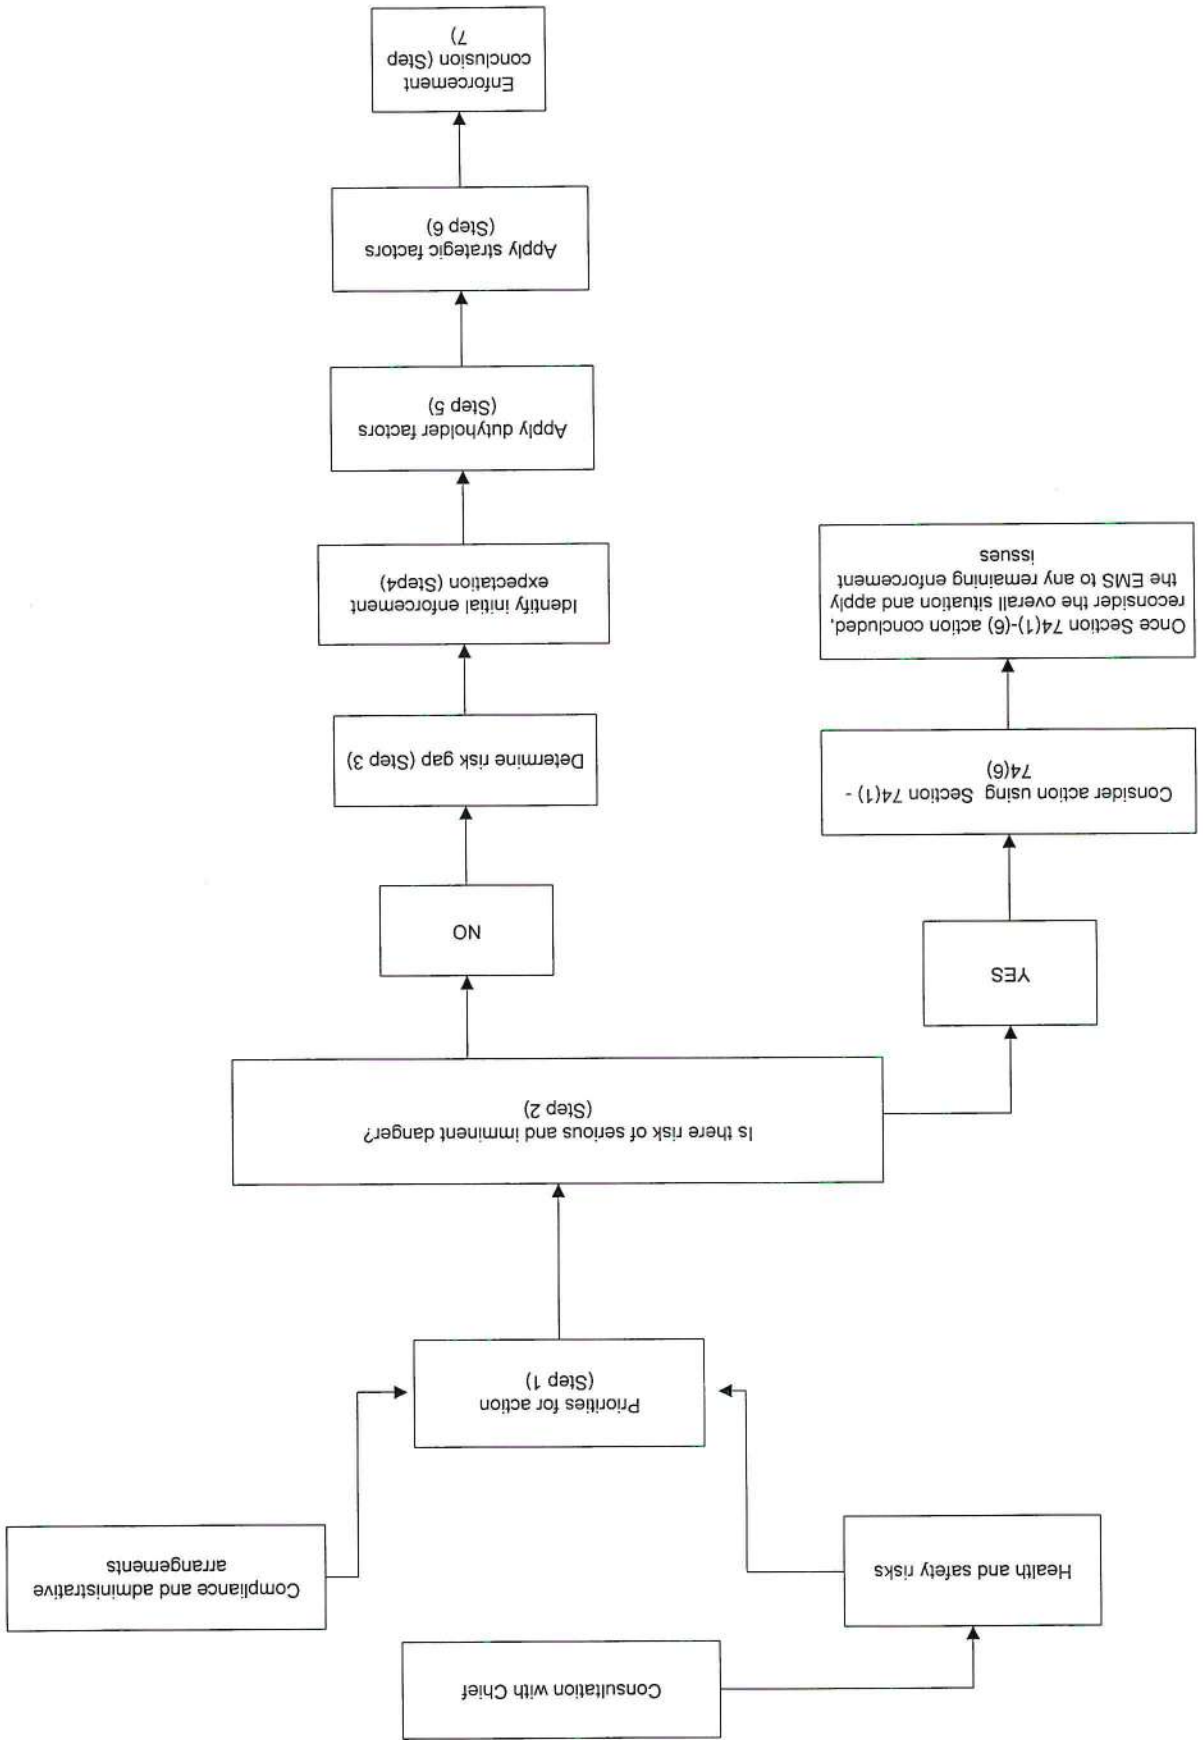 Consultation with Chief
Health and safety risks
Compliance and administrative
arrangements
Priorities for action
(Step 1)
Is there risk of serious and imminent danger?
(Step 2)
YES
NO
Consider action using Section 74(1) -
74(6)
Determine risk gap (Step 3)
Once Section 74(1)-(6) action concluded,
reconsider the overall situation and apply
the EMS to any remaining enforcement
issues
Identify initial enforcement
expectation (Step4)
Apply dutyholder factors
(Step 5)
Apply strategic factors
(Step 6)
Enforcement
conclusion (Step
7)